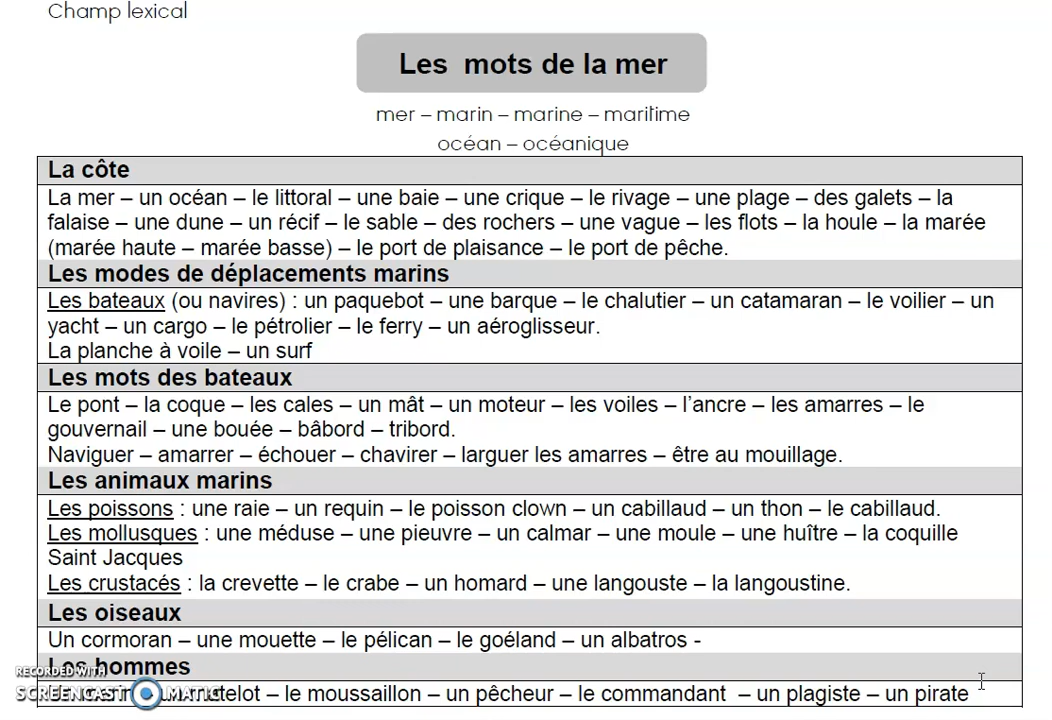 Champ lexical
Les mots de la mer
mer – marin – marine – maritime
océan – océanique
La côte
La mer – un océan – le littoral – une baie – une crique – le rivage – une plage – des galets – la
falaise – une dune – un récif – le sable – des rochers – une vague – les flots – la houle – la marée
(marée haute – marée basse) – le port de plaisance – le port de pêche.
Les modes de déplacements marins
Les bateaux (ou navires) : un paquebot – une barque – le chalutier – un catamaran – le voilier – un
yacht – un cargo – le pétrolier – le ferry – un aéroglisseur.
La planche à voile – un surf
Les mots des bateaux
Le pont – la coque – les cales – un mât – un moteur – les voiles – l’ancre – les amarres – le
gouvernail – une bouée – bâbord – tribord.
Naviguer – amarrer – échouer – chavirer – larguer les amarres – être au mouillage.
Les animaux marins
Les poissons : une raie – un requin – le poisson clown – un cabillaud – un thon – le cabillaud.
Les mollusques : une méduse – une pieuvre – un calmar – une moule – une huître – la coquille
Saint Jacques
Les crustacés : la crevette – le crabe – un homard – une langouste – la langoustine.
Les oiseaux
Un cormoran – une mouette – le pélican – le goéland – un albatros -
RECORDED WITH
Les hommes
SCREENCAST MATIC
– le moussaillon – un pêcheur – le commandant – un plagiste – un pirate